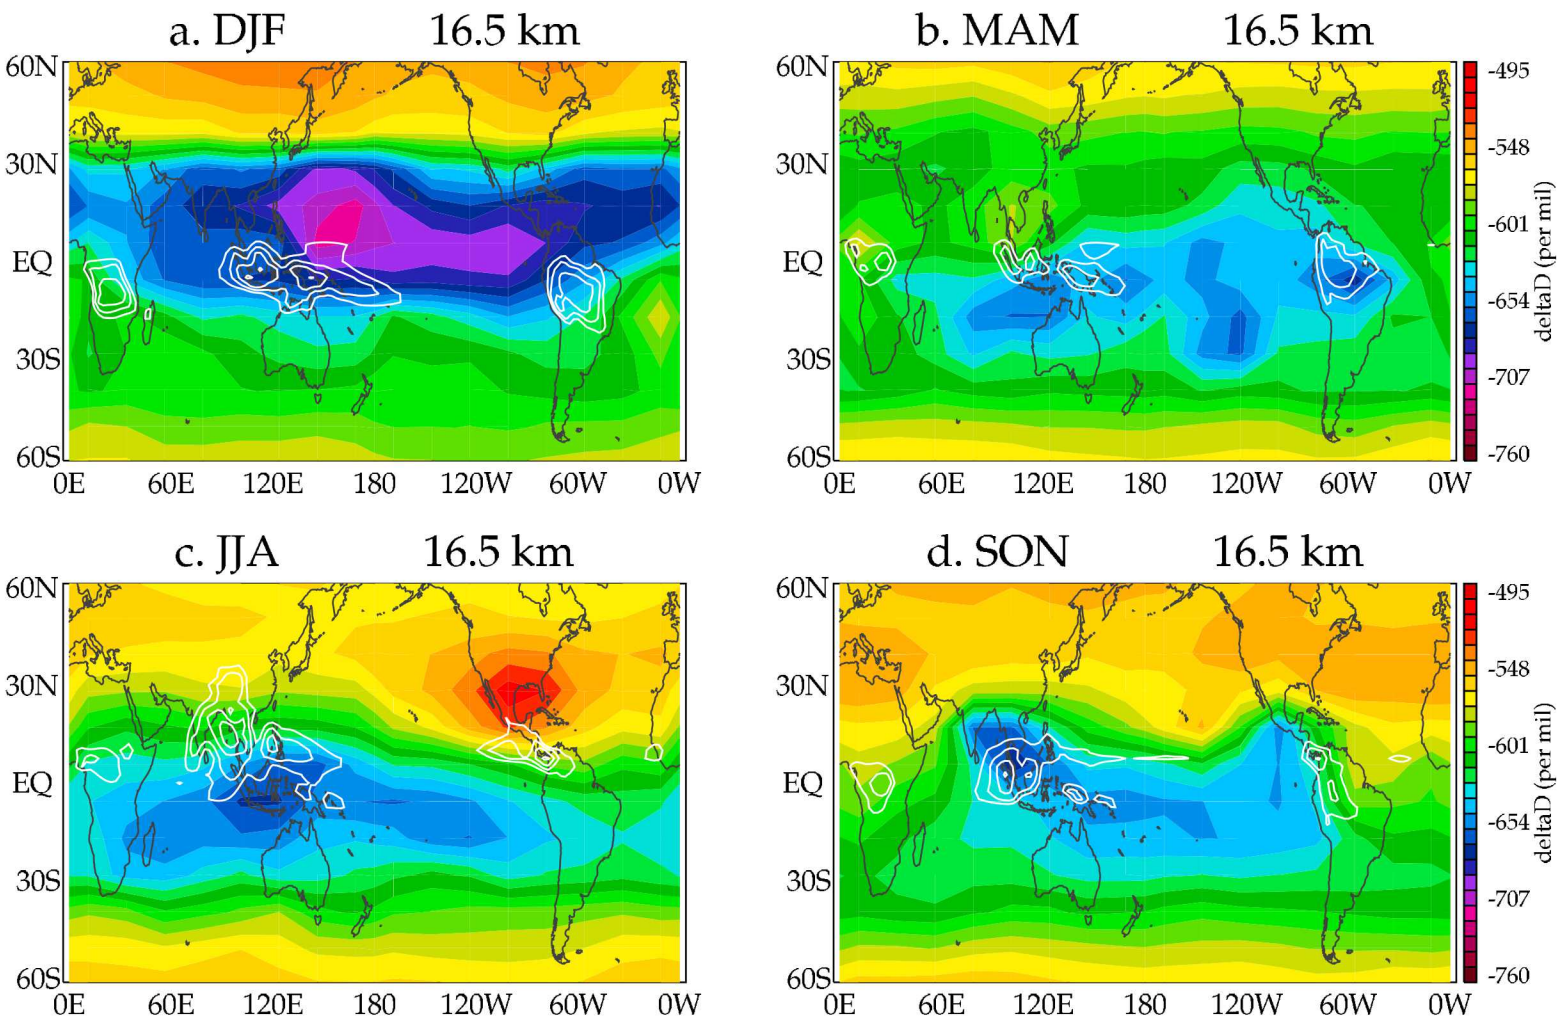 a. DJF 16.5 km
b. MAM 16.5 km
60N
30N
EQ
30S
60S
0E 60E 120E 180 120W 60W 0W
60N
30N
EQ
30S
60S
0E 60E 120E 180 120W 60W 0W
-495
-548
-601
-654
-707
-760
deltaD (per mil)
c. JJA 16.5 km
d. SON 16.5 km
60N
30N
EQ
30S
60S
0E 60E 120E 180 120W 60W 0W
60N
30N
EQ
30S
60S
0E 60E 120E 180 120W 60W 0W
-495
-548
-601
-654
-707
-760
deltaD (per mil)